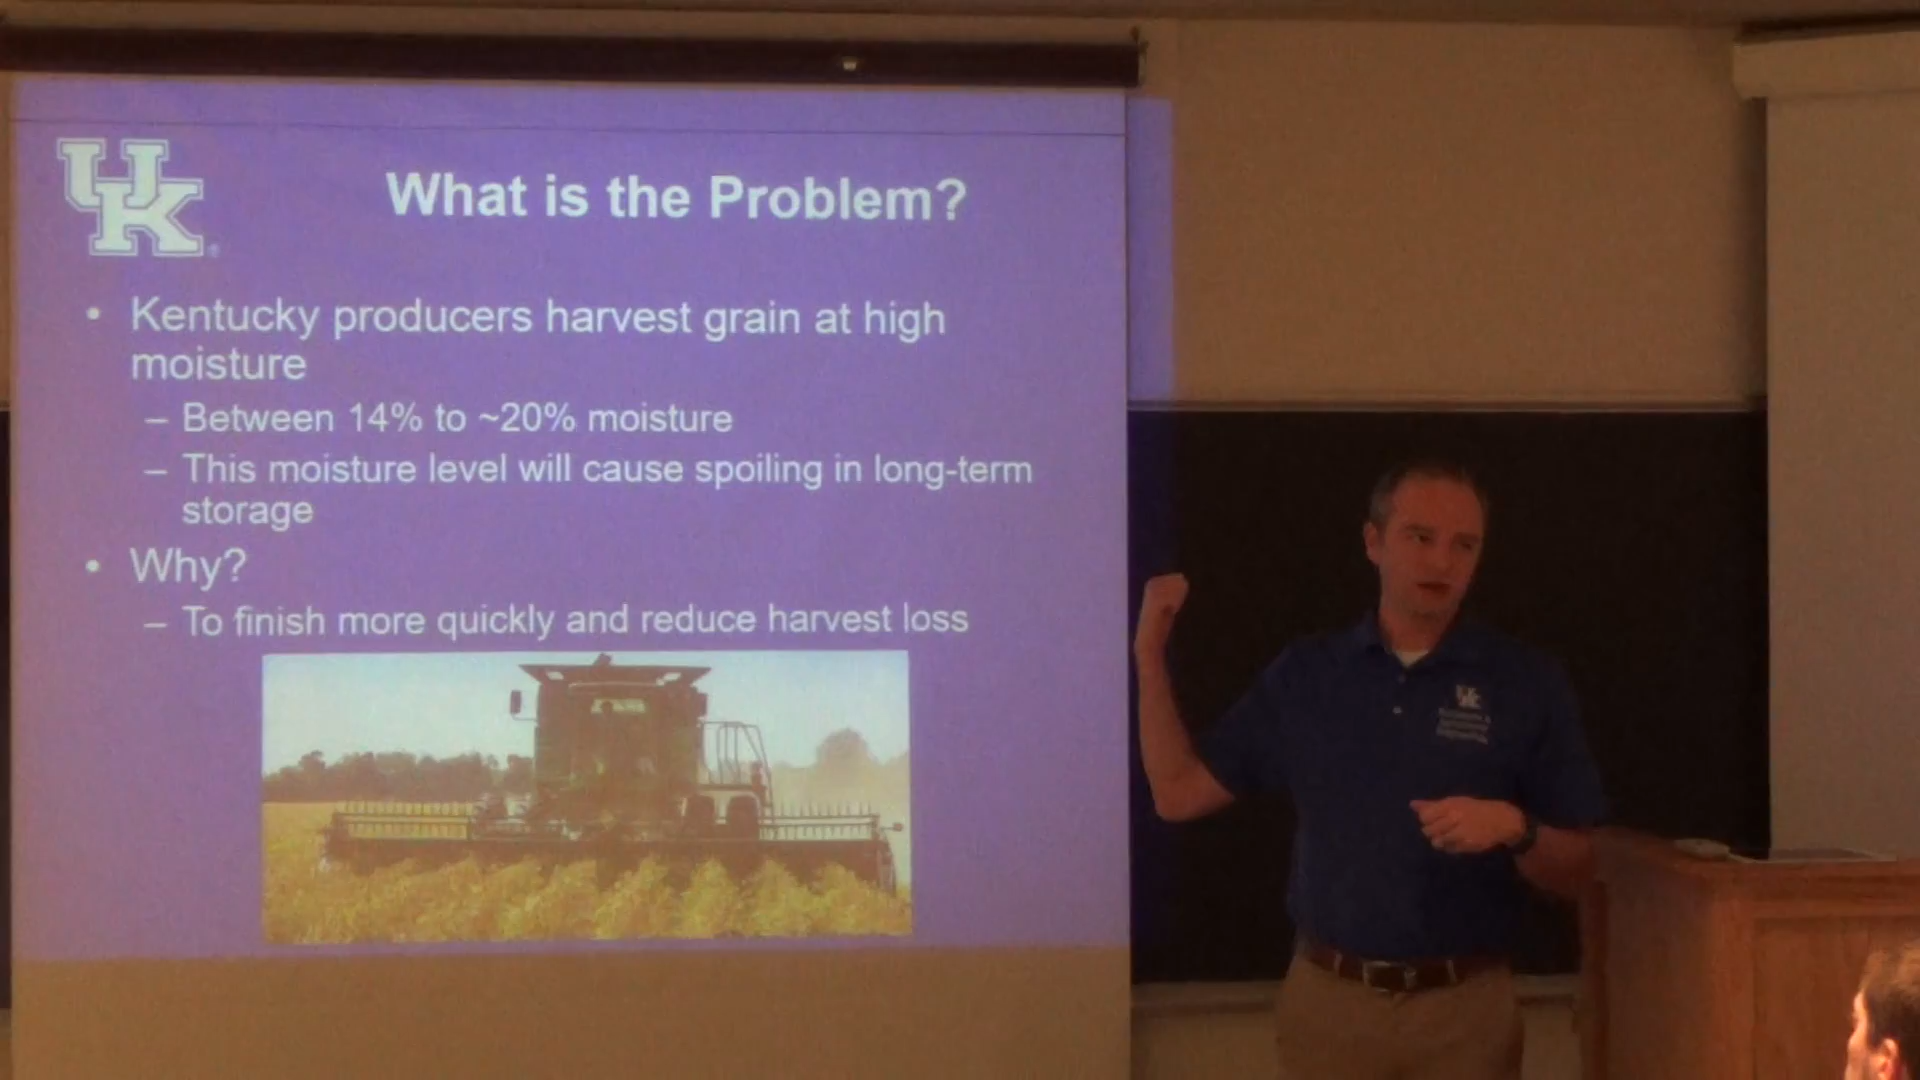 UK
What is the Problem?
• Kentucky producers harvest grain at high
moisture
– Between 14% to ~20% moisture
– This moisture level will cause spoiling in long-term
storage
• Why?
– To finish more quickly and reduce harvest loss
UK